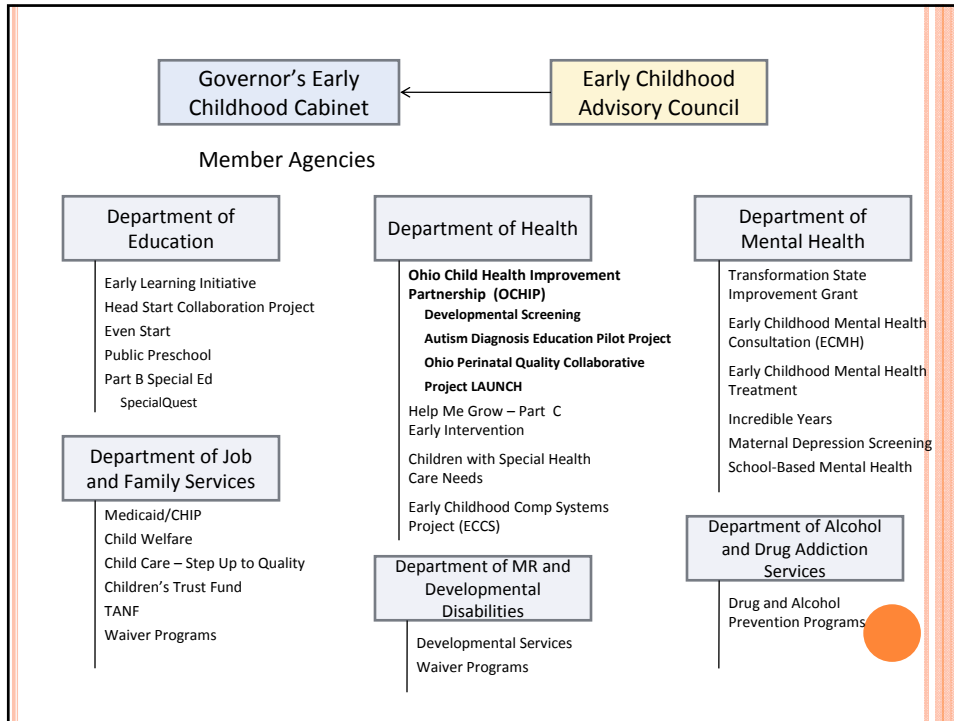 Governor’s Early
Childhood Cabinet
Early Childhood
Advisory Council
Member Agencies
Department of
Education
Early Learning Initiative
Head Start Collaboration Project
Even Start
Public Preschool
Part B Special Ed
SpecialQuest
Department of Job
and Family Services
Medicaid/CHIP
Child Welfare
Child Care – Step Up to Quality
Children’s Trust Fund
TANF
Waiver Programs
Department of Health
Ohio Child Health Improvement
Partnership (OCHIP)
Developmental Screening
Autism Diagnosis Education Pilot Project
Ohio Perinatal Quality Collaborative
Project LAUNCH
Help Me Grow – Part C
Early Intervention
Children with Special Health
Care Needs
Early Childhood Comp Systems
Project (ECCS)
Department of MR and
Developmental
Disabilities
Developmental Services
Waiver Programs
Department of
Mental Health
Transformation State
Improvement Grant
Early Childhood Mental Health
Consultation (ECMH)
Early Childhood Mental Health
Treatment
Incredible Years
Maternal Depression Screening
School-Based Mental Health
Department of Alcohol
and Drug Addiction
Services
Drug and Alcohol
Prevention Programs